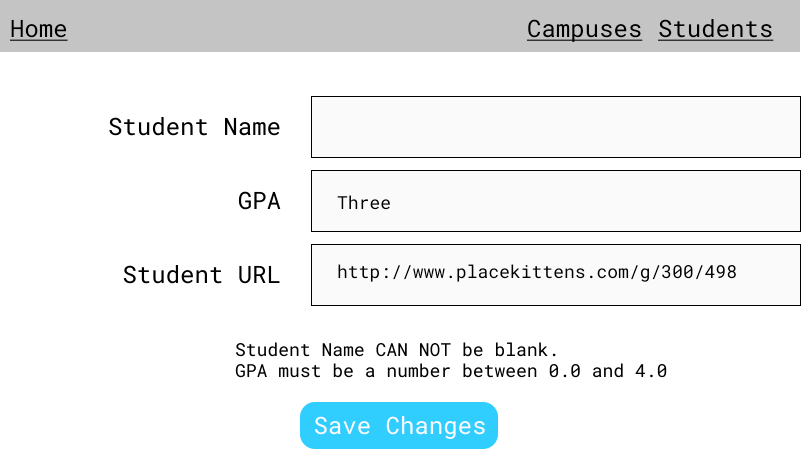 Home Campuses Students
Student Name
GPA Three
Student URL http://www.placekittens.com/g/300/498
Student Name CAN NOT be blank.
GPA must be a number between 0.0 and 4.0
Save Changes